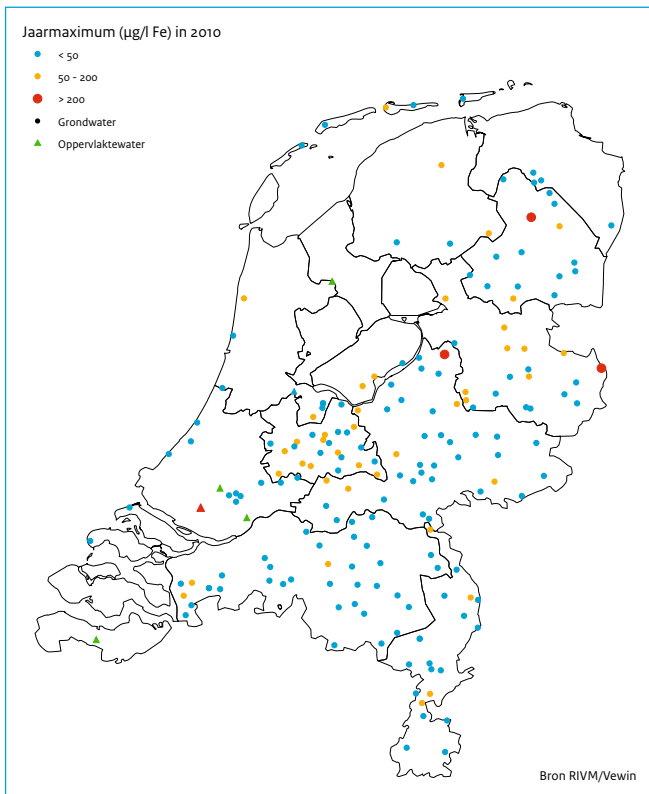 Jaarmaximum (µg/l Fe) in 2010
< 50
50 - 200
> 200
Grondwater
Oppervlaktewater
Bron RIVM/Vewin